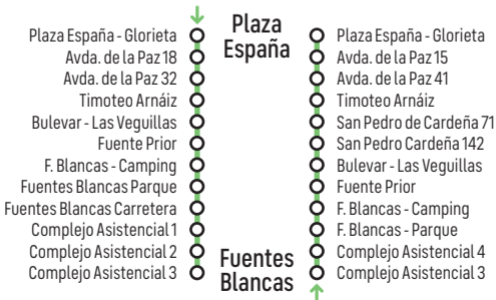 Plaza España
Plaza España - Glorieta
Avda. de la Paz 18
Avda. de la Paz 32
Timoteo Arnáiz
Bulevar - Las Veguillas
Fuente Prior
F. Blancas - Camping
Fuentes Blancas Parque
Fuentes Blancas Carretera
Complejo Asistencial 1
Complejo Asistencial 2
Complejo Asistencial 3
Plaza España - Glorieta
Avda. de la Paz 15
Avda. de la Paz 41
Timoteo Arnáiz
San Pedro de Cardeña 71
San Pedro Cardeña 142
Bulevar - Las Veguillas
Fuente Prior
F. Blancas - Camping
F. Blancas - Parque
Complejo Asistencial 4
Complejo Asistencial 3
Fuentes
Blancas